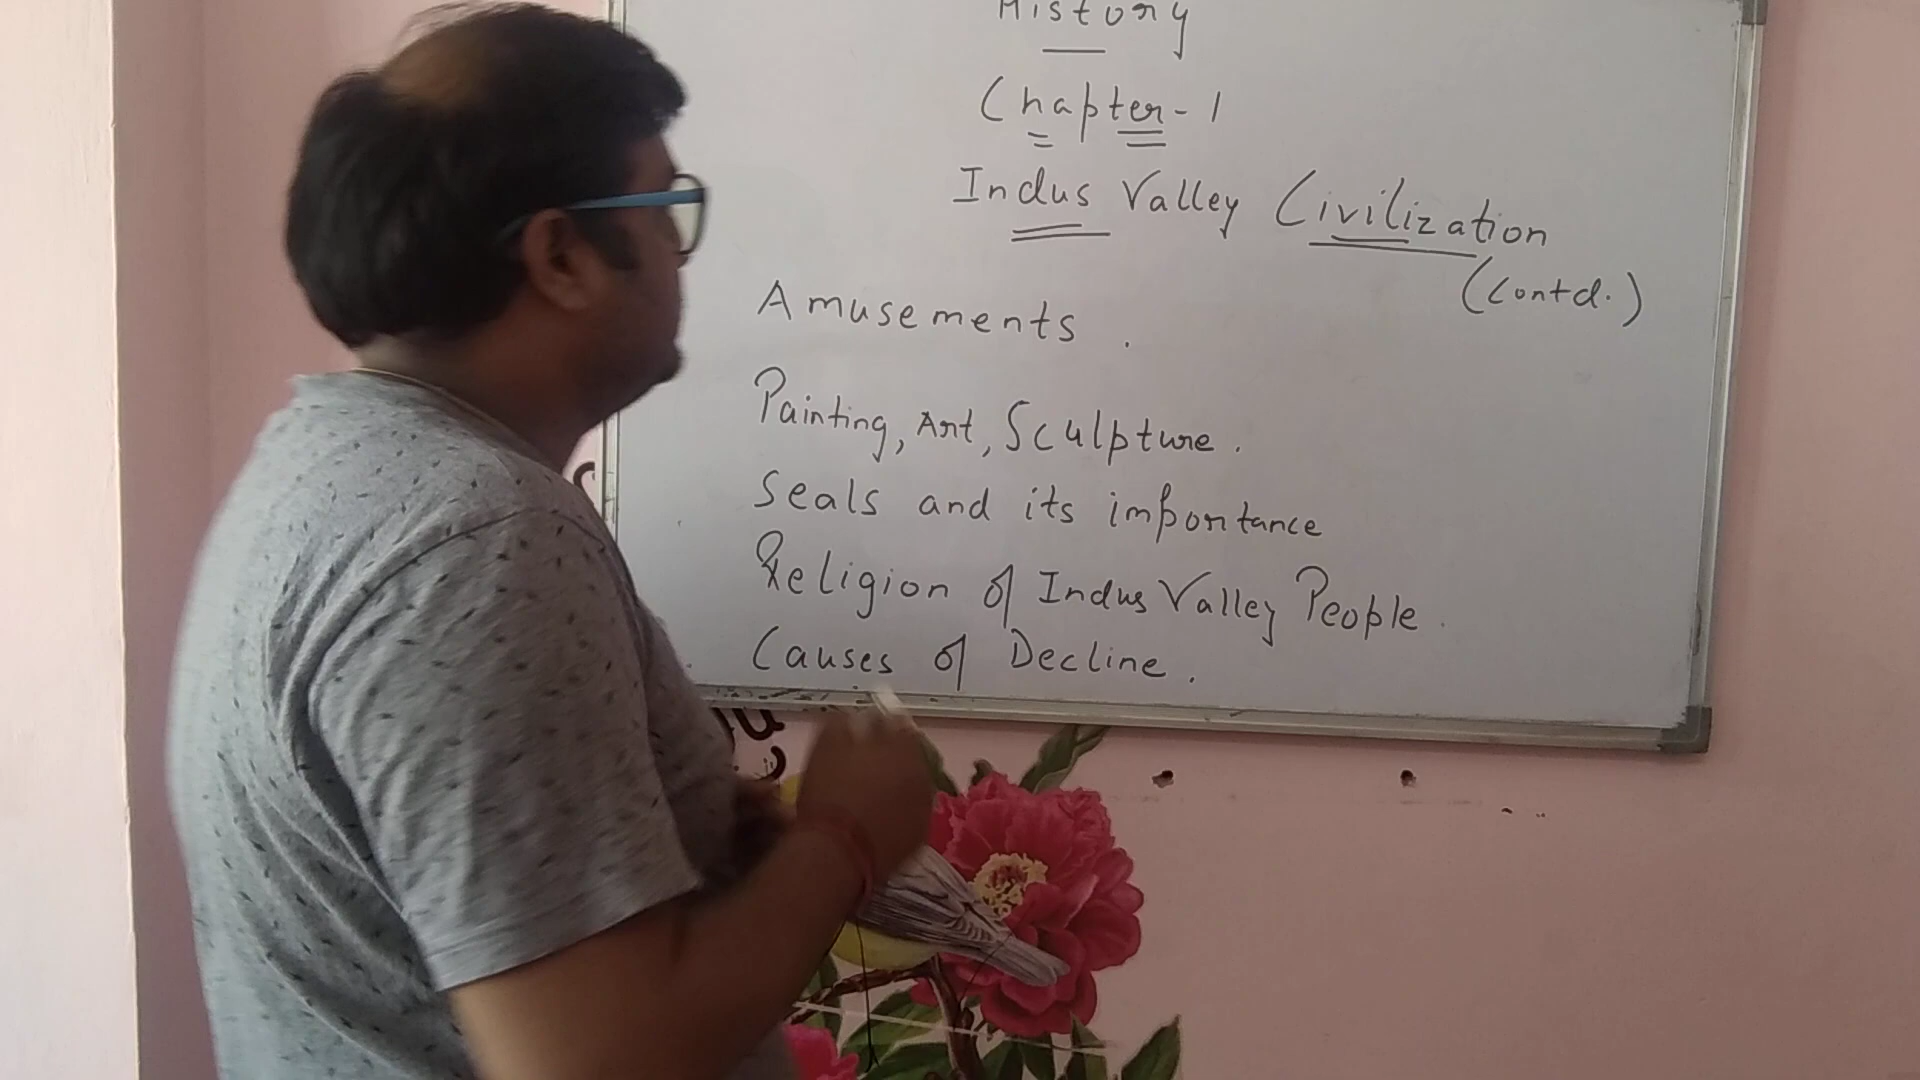 History
Chapter-1
Indus Valley Civilization
(Contd.)
Amusements.
Painting, Art, Sculpture.
Seals and its importance
Religion of Indus Valley People.
Causes of Decline.